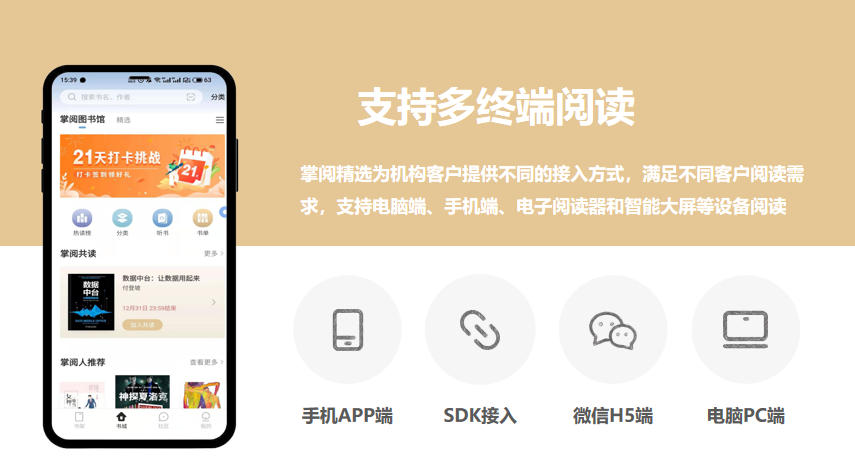 15:39
63
搜索书名、作者
分类
掌阅图书馆
精选
21天打卡挑战
打卡签到领好礼
21
热读榜
分类
听书
书单
掌阅共读
更多
数据
中台
数据中台：让数据用起来
付登坡
12月31日 23:59结束
加入共读
掌阅人推荐
查看更多
神探夏洛克
书架
书城
社区
我的
支持多终端阅读
掌阅精选为机构客户提供不同的接入方式，满足不同客户阅读需
求，支持电脑端、手机端、电子阅读器和智能大屏等设备阅读
手机APP端
SDK接入
微信H5端
电脑PC端